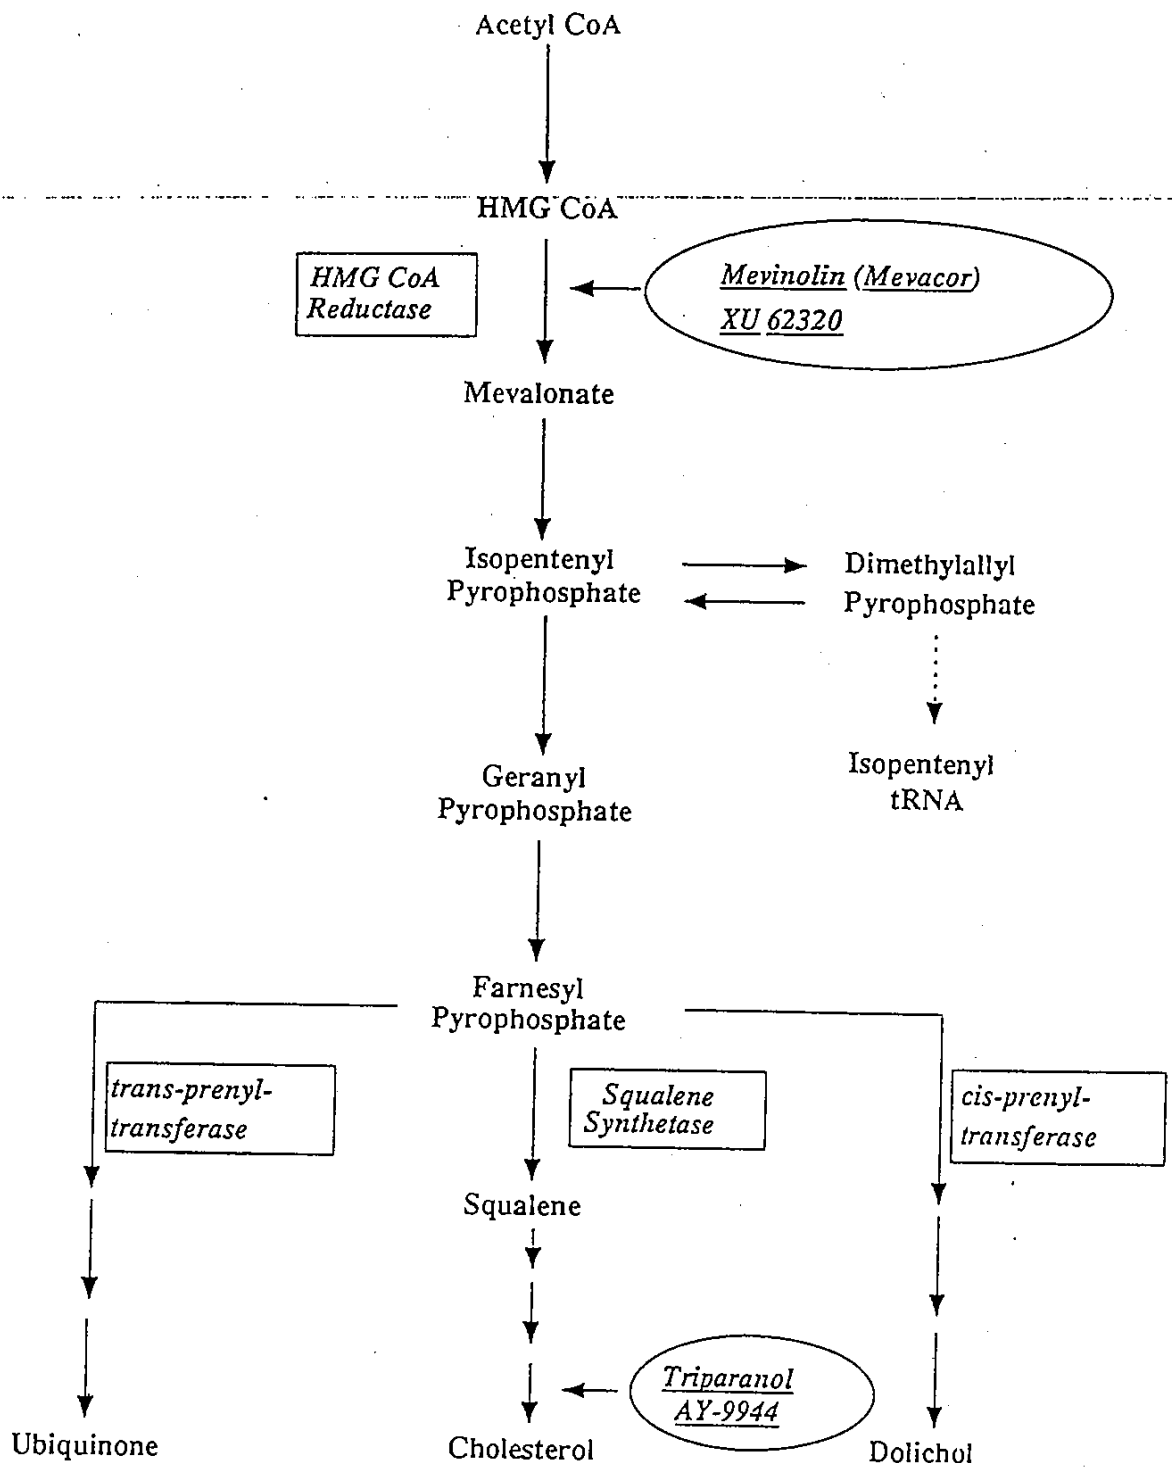 Acetyl CoA
HMG CoA
HMG CoA
Reductase
Mevinolin (Mevacor)
XU 62320
Mevalonate
Isopentenyl
Pyrophosphate
Dimethylallyl
Pyrophosphate
Isopentenyl
tRNA
Geranyl
Pyrophosphate
Farnesyl
Pyrophosphate
trans-prenyl-
transferase
Squalene
Synthetase
cis-prenyl-
transferase
Squalene
Triparanol
AY-9944
Ubiquinone
Cholesterol
Dolichol